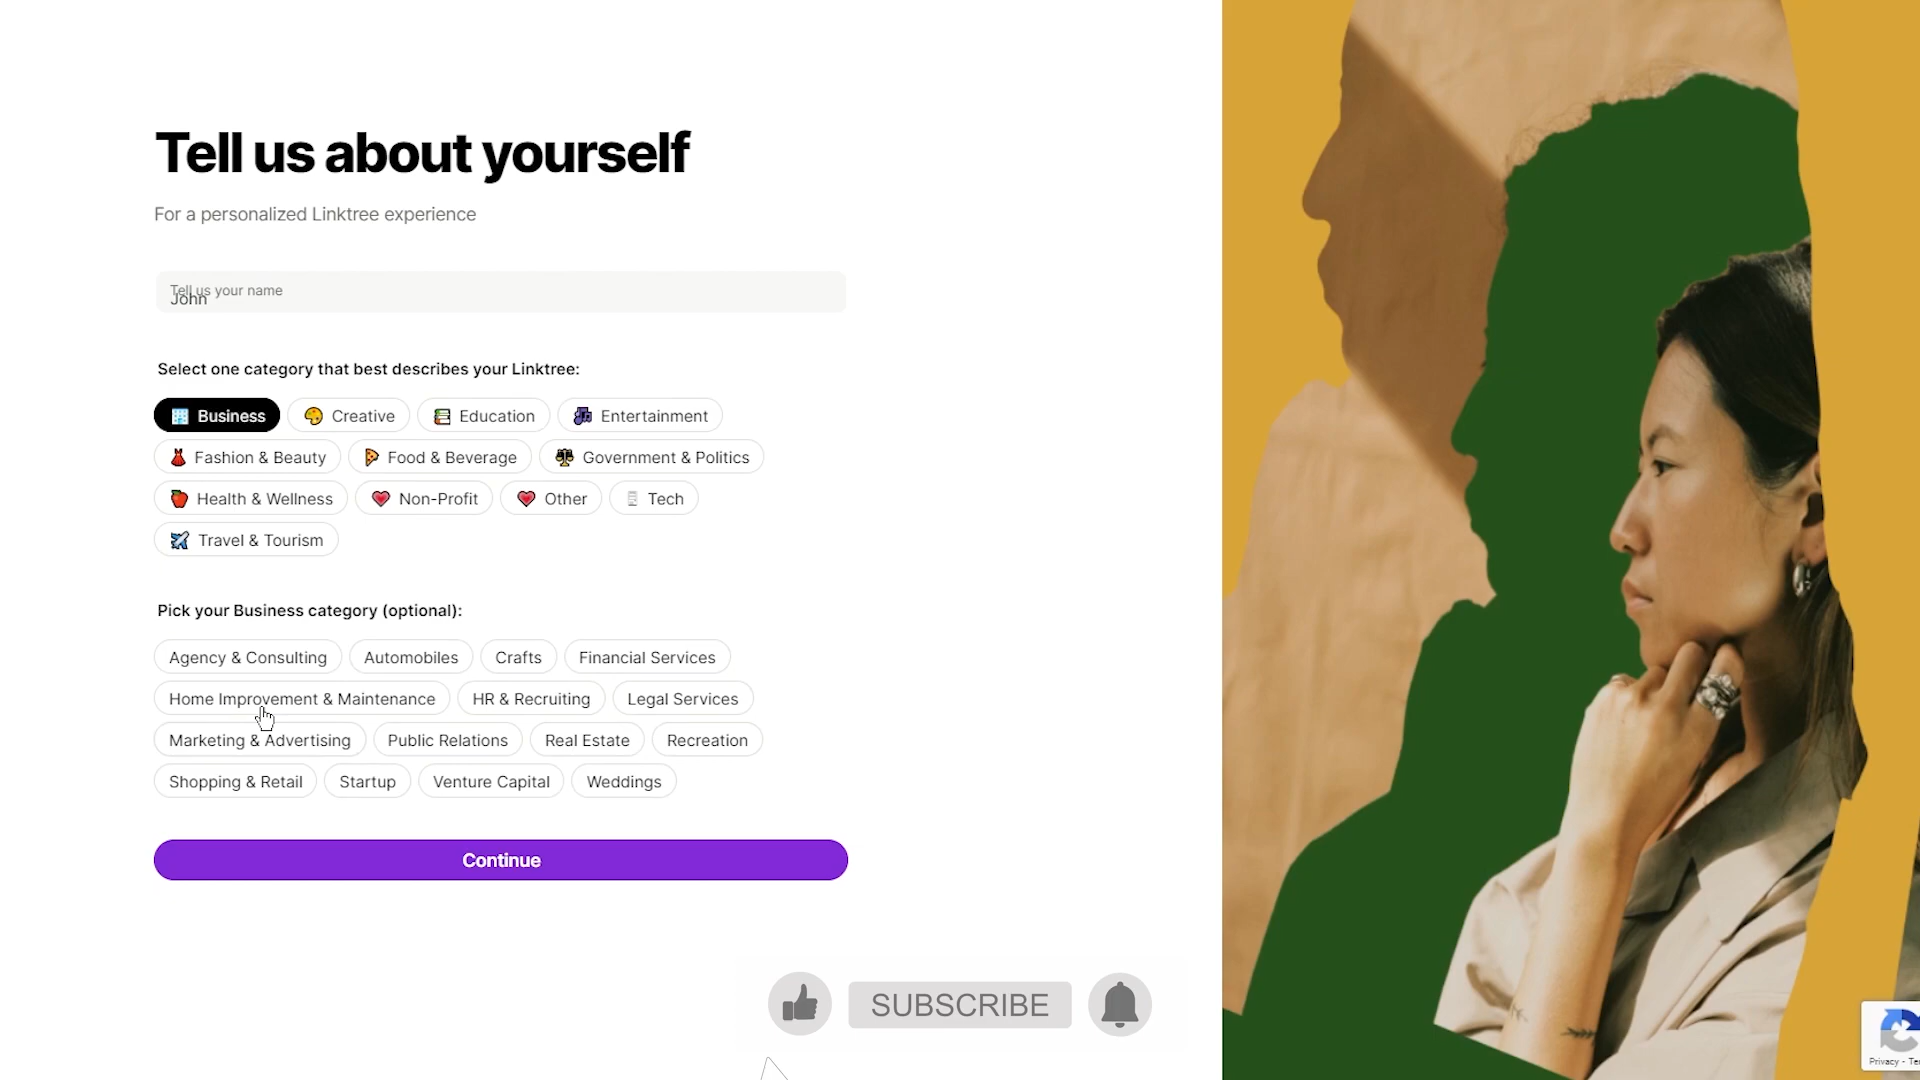 Tell us about yourself
For a personalized Linktree experience
Tell us your name
John
Select one category that best describes your Linktree:
Business Creative Education Entertainment
Fashion & Beauty Food & Beverage Government & Politics
Health & Wellness Non-Profit Other Tech
Travel & Tourism
Pick your Business category (optional):
Agency & Consulting Automobiles Crafts Financial Services
Home Improvement & Maintenance HR & Recruiting Legal Services
Marketing & Advertising Public Relations Real Estate Recreation
Shopping & Retail Startup Venture Capital Weddings
Continue
SUBSCRIBE
Privacy -